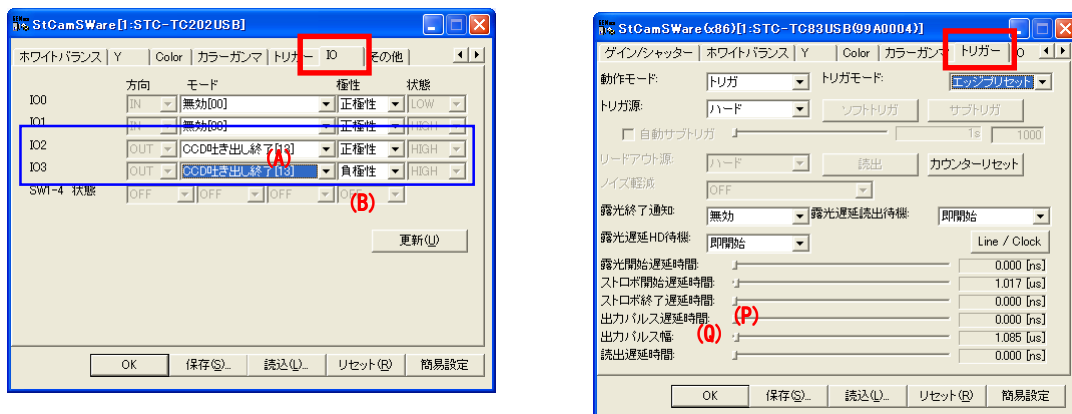 StCamSWare[1:STC-TC202USB]
ホワイトバランス Y Color カラーガンマ トリガー IO その他
方向 モード 極性 状態
IO0 IN 無効[00] 正極性 LOW
IO1 IN 無効[00] 正極性 HIGH
IO2 OUT CCD吐き出し終了[13] 正極性 HIGH
(A)
IO3 OUT CCD吐き出し終了[13] 負極性 HIGH
SW1-4 状態 OFF OFF OFF OFF
(B)
更新(U)
OK 保存(S)... 読込(L)... リセット(R) 簡易設定
StCamSWare(x86)[1:STC-TC83USB(99A0004)]
ゲイン/シャッター ホワイトバランス Y Color カラーガンマ トリガー IO
動作モード: トリガ トリガモード: エッジプリセット
トリガ源: ハード ソフトトリガ サブトリガ
自動サブトリガ 1s 1000
リードアウト源: ハード 読出 カウンターリセット
ノイズ軽減 OFF
露光終了通知: 無効 露光遅延読出待機: 即開始
露光遅延HD待機: 即開始 Line / Clock
露光開始遅延時間: 0.000 [ns]
ストロボ開始遅延時間: 1.017 [us]
ストロボ終了遅延時間: 0.000 [ns]
出力パルス遅延時間: (P) 0.000 [ns]
出力パルス幅: (Q) 1.085 [us]
読出遅延時間: 0.000 [ns]
OK 保存(S)... 読込(L)... リセット(R) 簡易設定